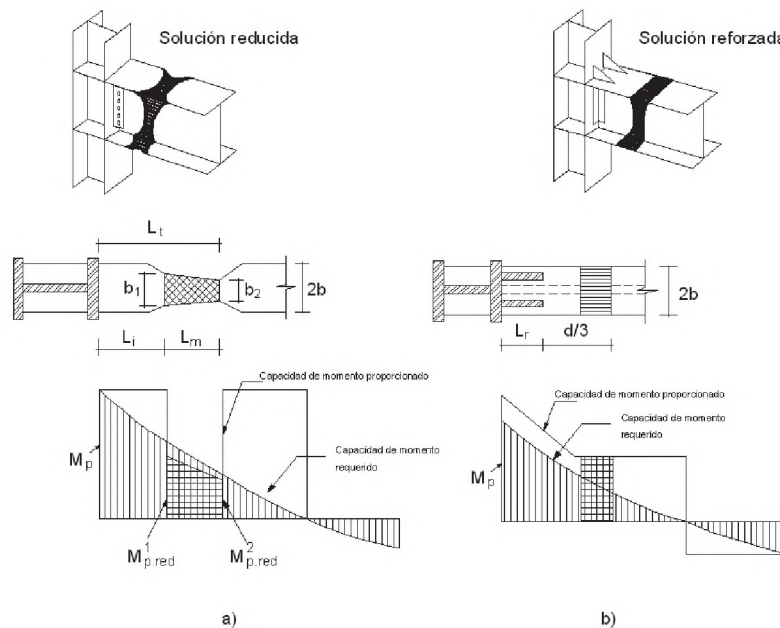 Solución reducida
Solución reforzada
L t
b 1
b 2
2b
L i
L m
Capacidad de momento proporcionado
Capacidad de momento
requerido
M p
M 1 p.red
M 2 p.red
a)
2b
L r
d/3
Capacidad de momento proporcionado
Capacidad de momento
requerido
M p
b)